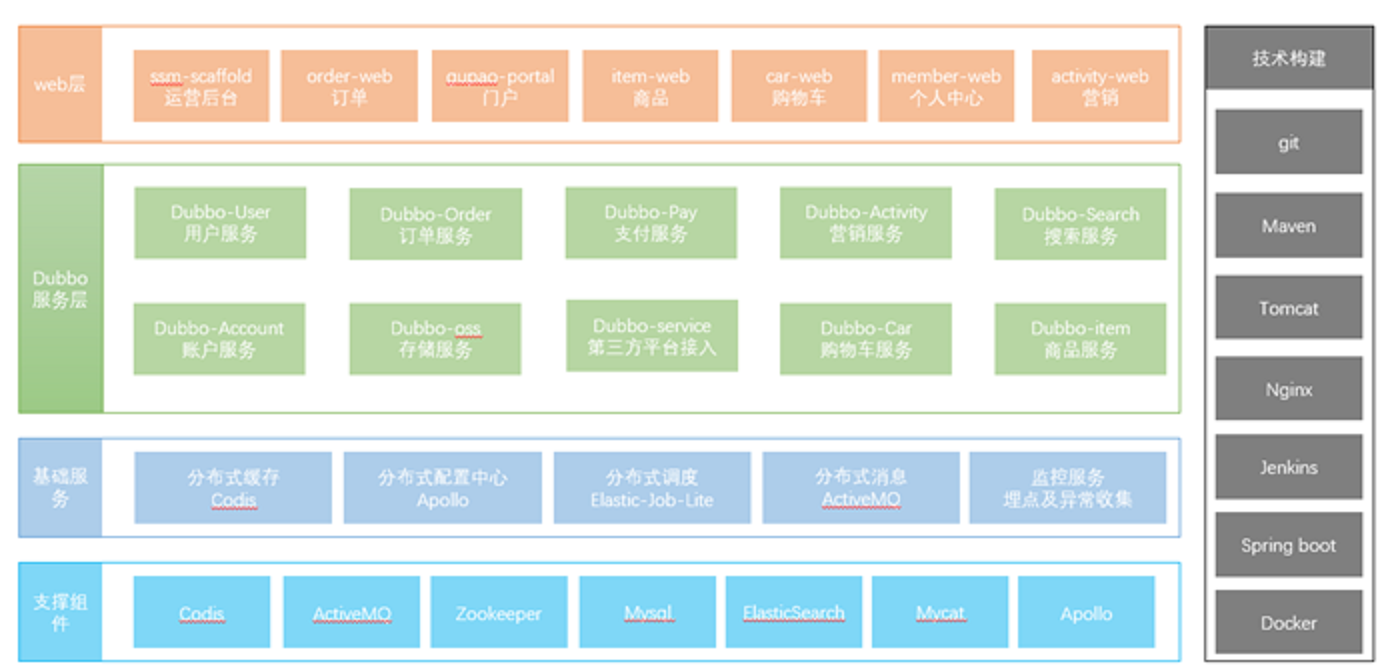 web层
ssm-scaffold
运营后台
order-web
订单
gupao-portal
门户
item-web
商品
car-web
购物车
member-web
个人中心
activity-web
营销
Dubbo
服务层
Dubbo-User
用户服务
Dubbo-Order
订单服务
Dubbo-Pay
支付服务
Dubbo-Activity
营销服务
Dubbo-Search
搜索服务
Dubbo-Account
账户服务
Dubbo-oss
存储服务
Dubbo-service
第三方平台接入
Dubbo-Car
购物车服务
Dubbo-item
商品服务
基础服
务
分布式缓存
Codis
分布式配置中心
Apollo
分布式调度
Elastic-Job-Lite
分布式消息
ActiveMQ
监控服务
埋点及异常收集
支撑组
件
Codis
ActiveMQ
Zookeeper
Mysql
ElasticSearch
Mycat
Apollo
技术构建
git
Maven
Tomcat
Nginx
Jenkins
Spring boot
Docker